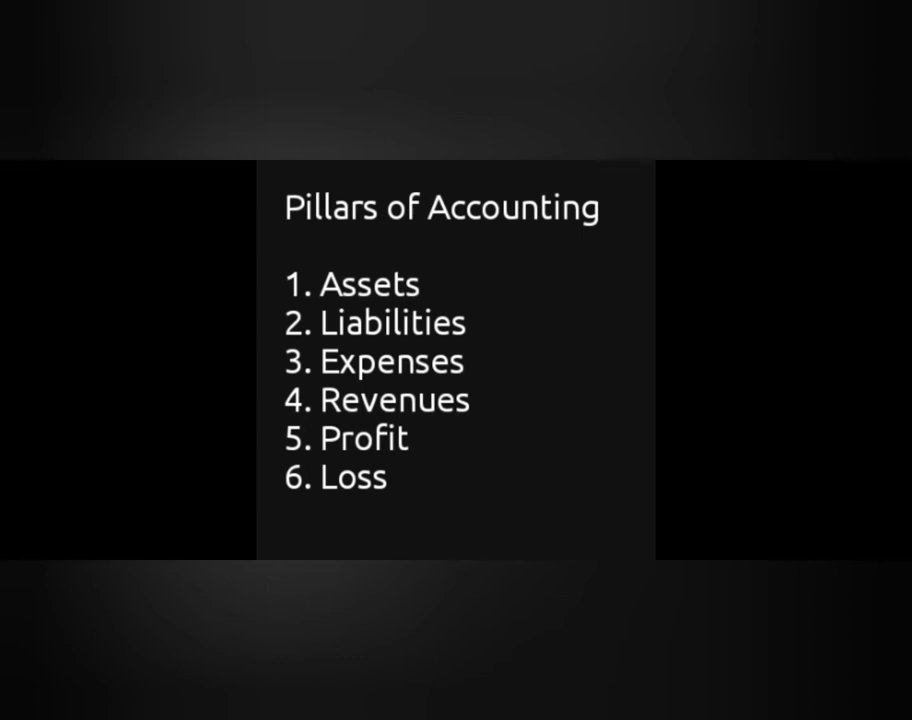 Pillars of Accounting
1. Assets
2. Liabilities
3. Expenses
4. Revenues
5. Profit
6. Loss